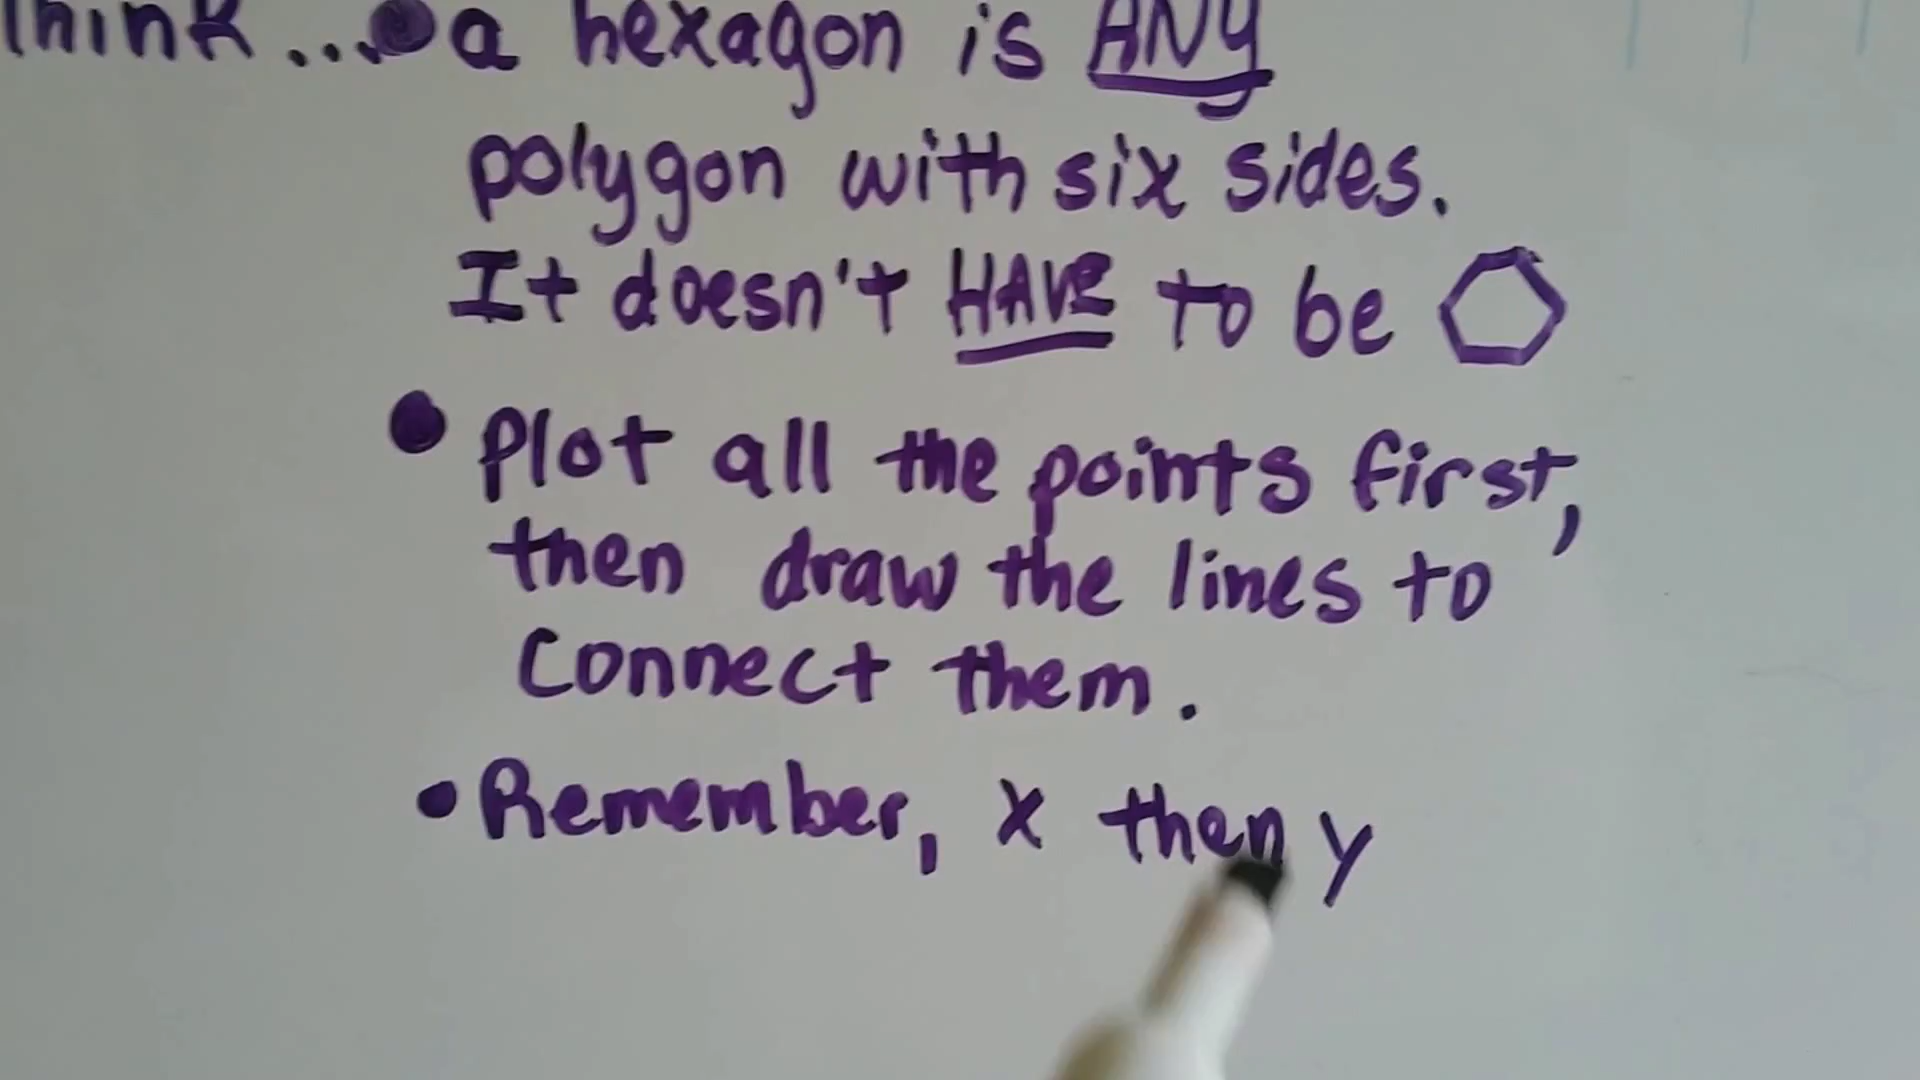 Think...• a hexagon is ANY
polygon with six sides.
It doesn't HAVE to be
• Plot all the points first,
then draw the lines to
connect them.
• Remember, x then y